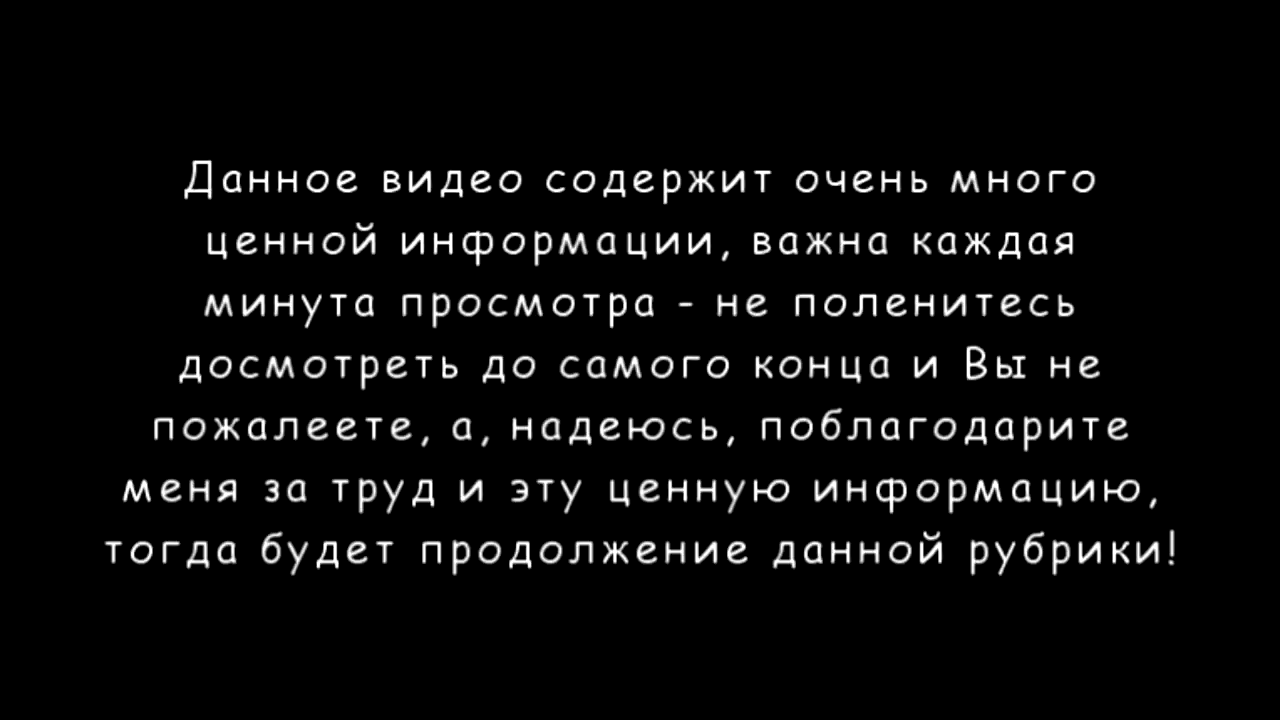 Данное видео содержит очень много
ценной информации, важна каждая
минута просмотра - не поленитесь
досмотреть до самого конца и Вы не
пожалеете, а, надеюсь, поблагодарите
меня за труд и эту ценную информацию,
тогда будет продолжение данной рубрики!